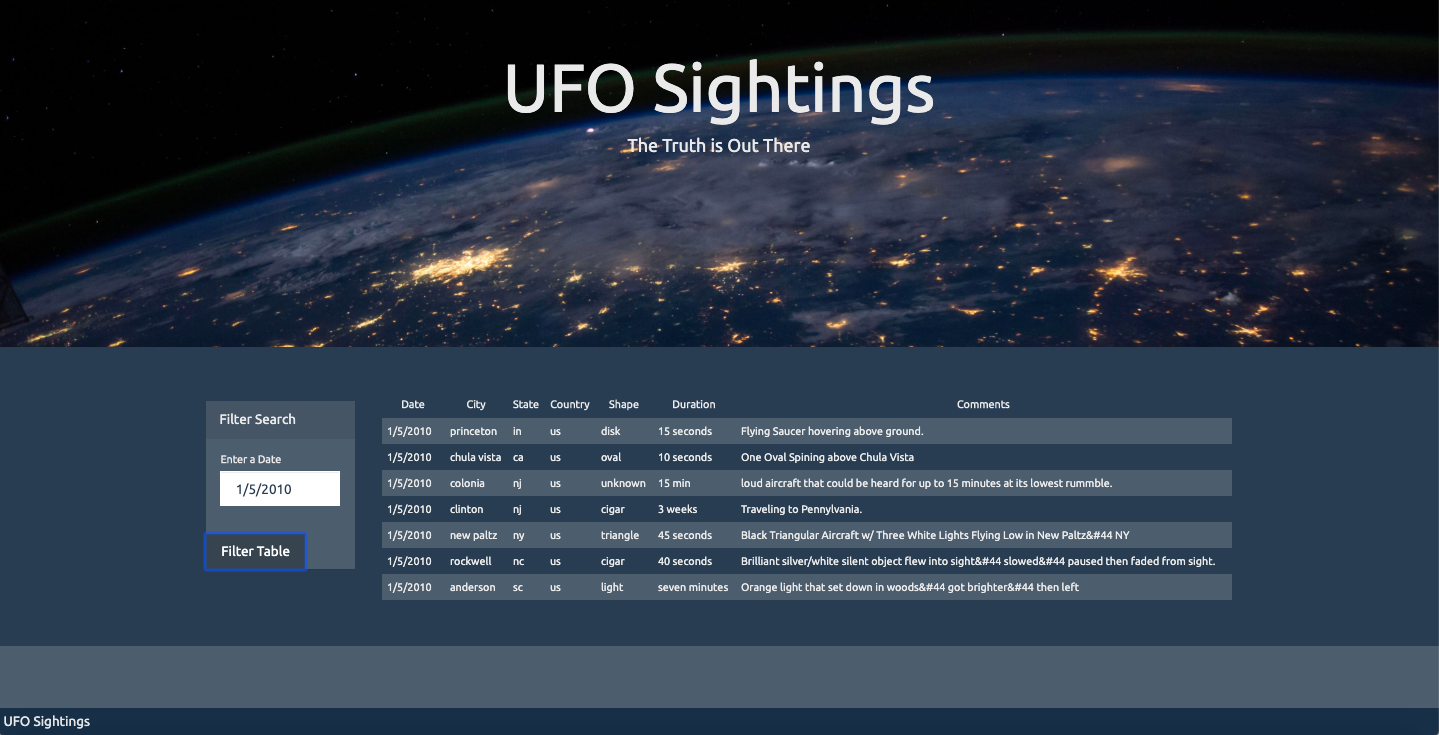 UFO Sightings
The Truth is Out There
Filter Search
Enter a Date
1/5/2010
Filter Table
Date City State Country Shape Duration Comments
1/5/2010 princeton in us disk 15 seconds Flying Saucer hovering above ground.
1/5/2010 chula vista ca us oval 10 seconds One Oval Spining above Chula Vista
1/5/2010 colonia nj us unknown 15 min loud aircraft that could be heard for up to 15 minutes at its lowest rummble.
1/5/2010 clinton nj us cigar 3 weeks Traveling to Pennylvania.
1/5/2010 new paltz ny us triangle 45 seconds Black Triangular Aircraft w/ Three White Lights Flying Low in New Paltz&#44 NY
1/5/2010 rockwell nc us cigar 40 seconds Brilliant silver/white silent object flew into sight&#44 slowed&#44 paused then faded from sight.
1/5/2010 anderson sc us light seven minutes Orange light that set down in woods&#44 got brighter&#44 then left
UFO Sightings